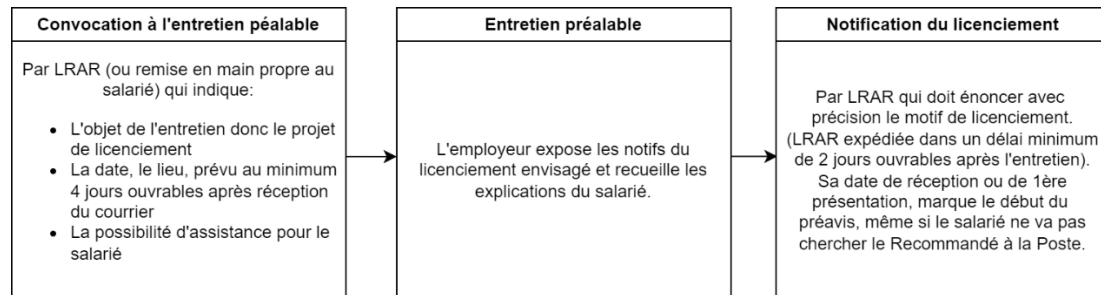 Convocation à l'entretien péalable
Par LRAR (ou remise en main propre au
salarié) qui indique:
• L'objet de l'entretien donc le projet
de licenciement
• La date, le lieu, prévu au minimum
4 jours ouvrables après réception
du courrier
• La possibilité d'assistance pour le
salarié
Entretien préalable
L'employeur expose les notifs du
licenciement envisagé et recueille les
explications du salarié.
Notification du licenciement
Par LRAR qui doit énoncer avec
précision le motif de licenciement.
(LRAR expédiée dans un délai minimum
de 2 jours ouvrables après l'entretien).
Sa date de réception ou de 1ère
présentation, marque le début du
préavis, même si le salarié ne va pas
chercher le Recommandé à la Poste.